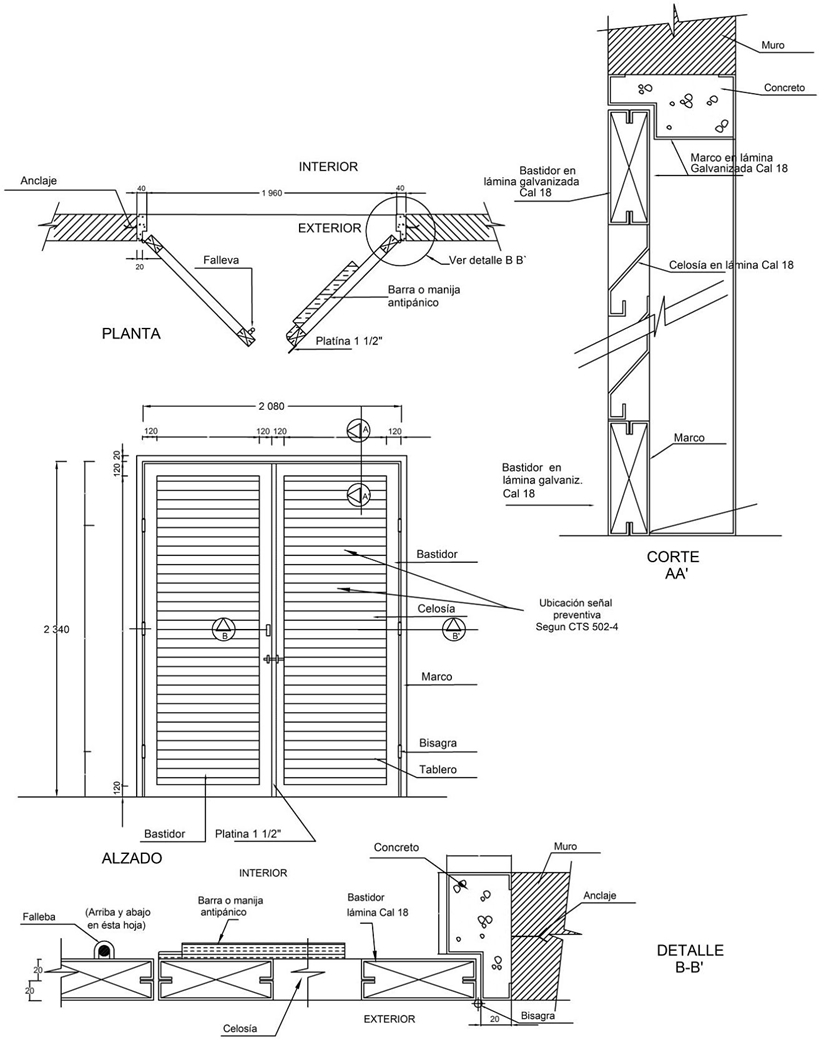 Muro
Concreto
Marco en lámina
Galvanizada Cal 18
Bastidor en
lámina galvanizada
Cal 18
Celosía en lámina Cal 18
Marco
Bastidor en
lámina galvaniz.
Cal 18
CORTE
AA'
INTERIOR
Anclaje
40
1 960
40
EXTERIOR
20
Falleva
Ver detalle B B`
Barra o manija
antipánico
Platína 1 1/2"
PLANTA
2 080
120
120
120
120
A
A'
20
120
2 340
120
Bastidor
Ubicación señal
preventiva
Segun CTS 502-4
Celosía
B
B'
Marco
Bisagra
Tablero
Bastidor
Platina 1 1/2"
ALZADO
INTERIOR
Concreto
Muro
Anclaje
Falleba
(Arriba y abajo
en ésta hoja)
Barra o manija
antipánico
Bastidor
lámina Cal 18
DETALLE
B-B'
20
20
Celosía
EXTERIOR
20
Bisagra